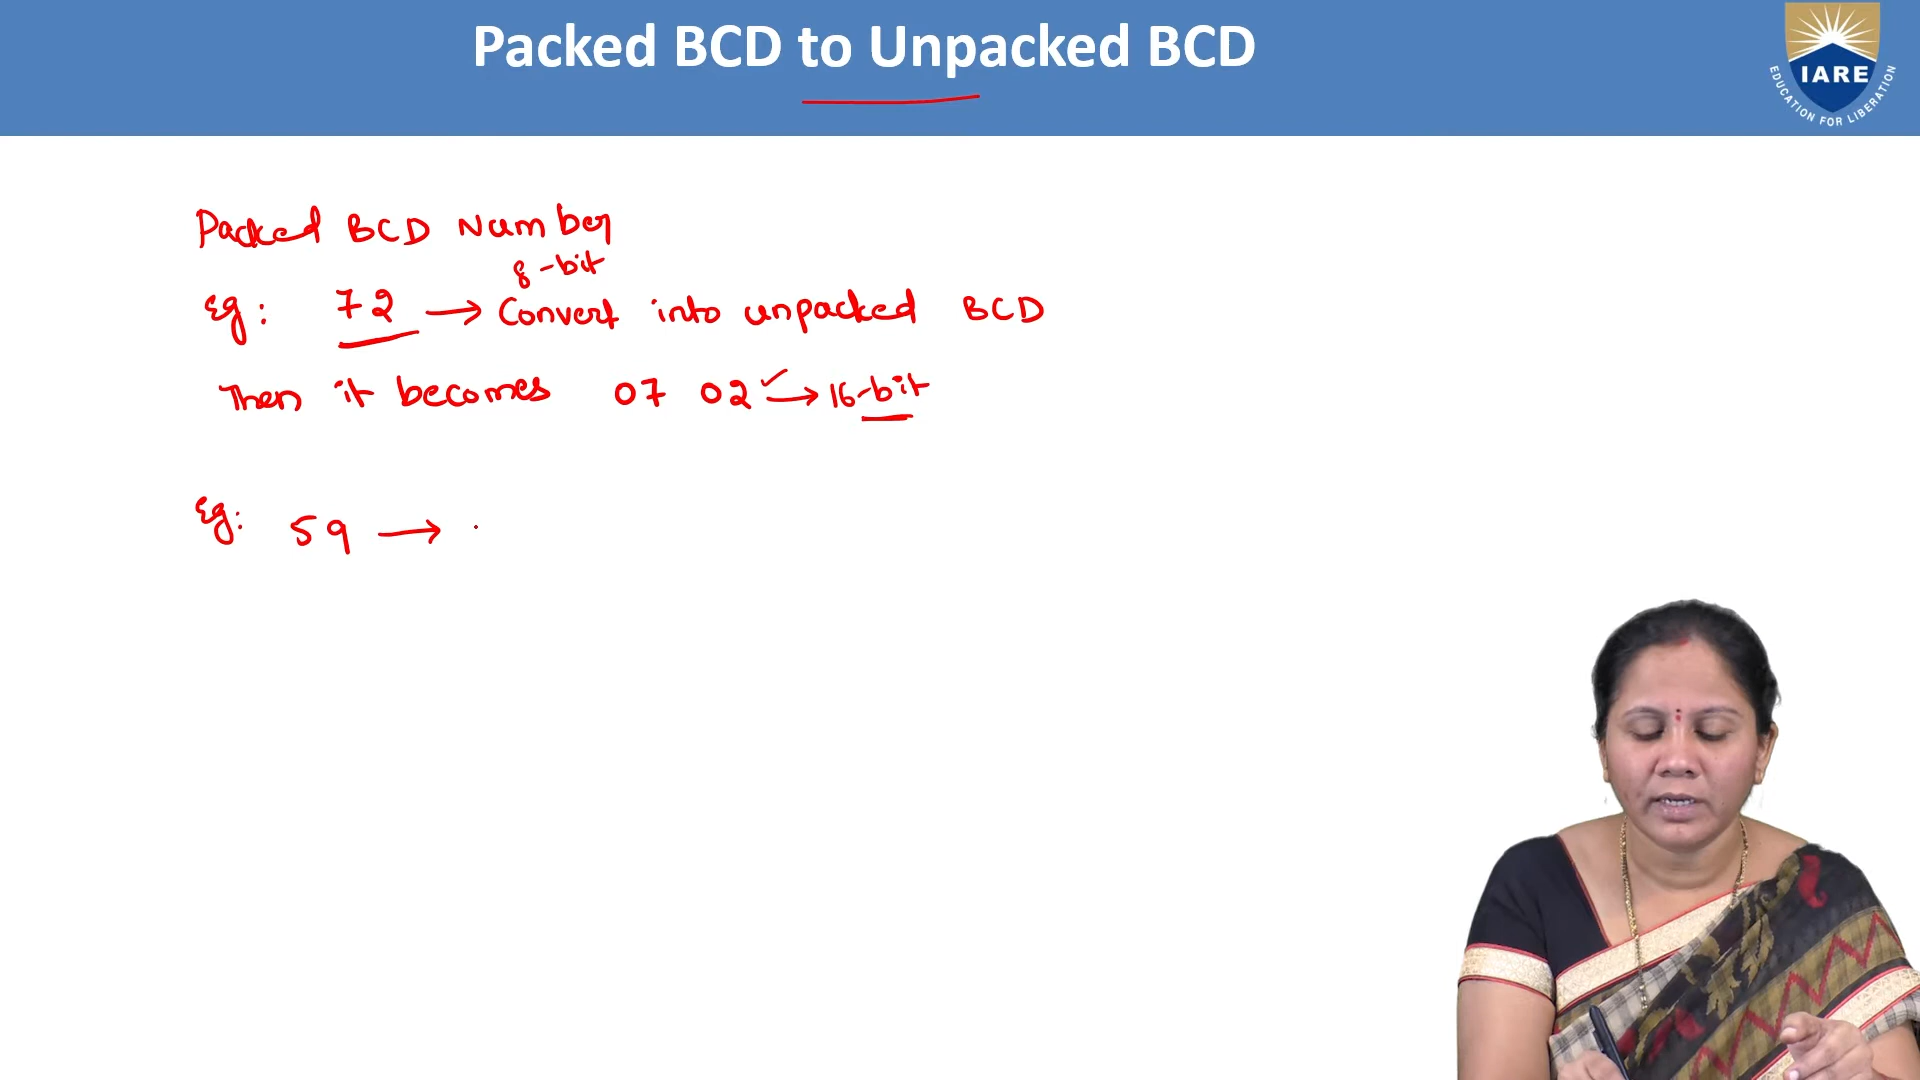 Packed BCD to Unpacked BCD
IARE
EDUCATION FOR LIBERATION
Packed BCD Number
8-bit
Eg: 72 → Convert into unpacked BCD
Then it becomes 07 02 ✓→ 16-bit
Eg: 59 →